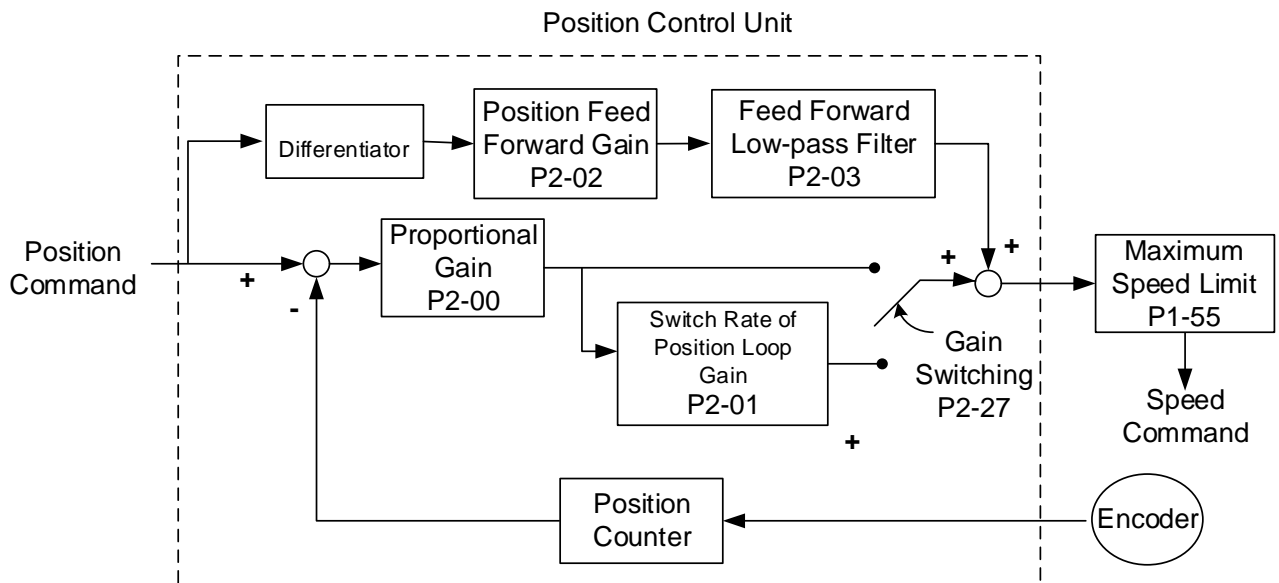 Position Control Unit
Differentiator
Position Feed
Forward Gain
P2-02
Feed Forward
Low-pass Filter
P2-03
Position
Command
+
-
Proportional
Gain
P2-00
Switch Rate of
Position Loop
Gain
P2-01
+
+
+
Gain
Switching
P2-27
Maximum
Speed Limit
P1-55
Speed
Command
Position
Counter
Encoder